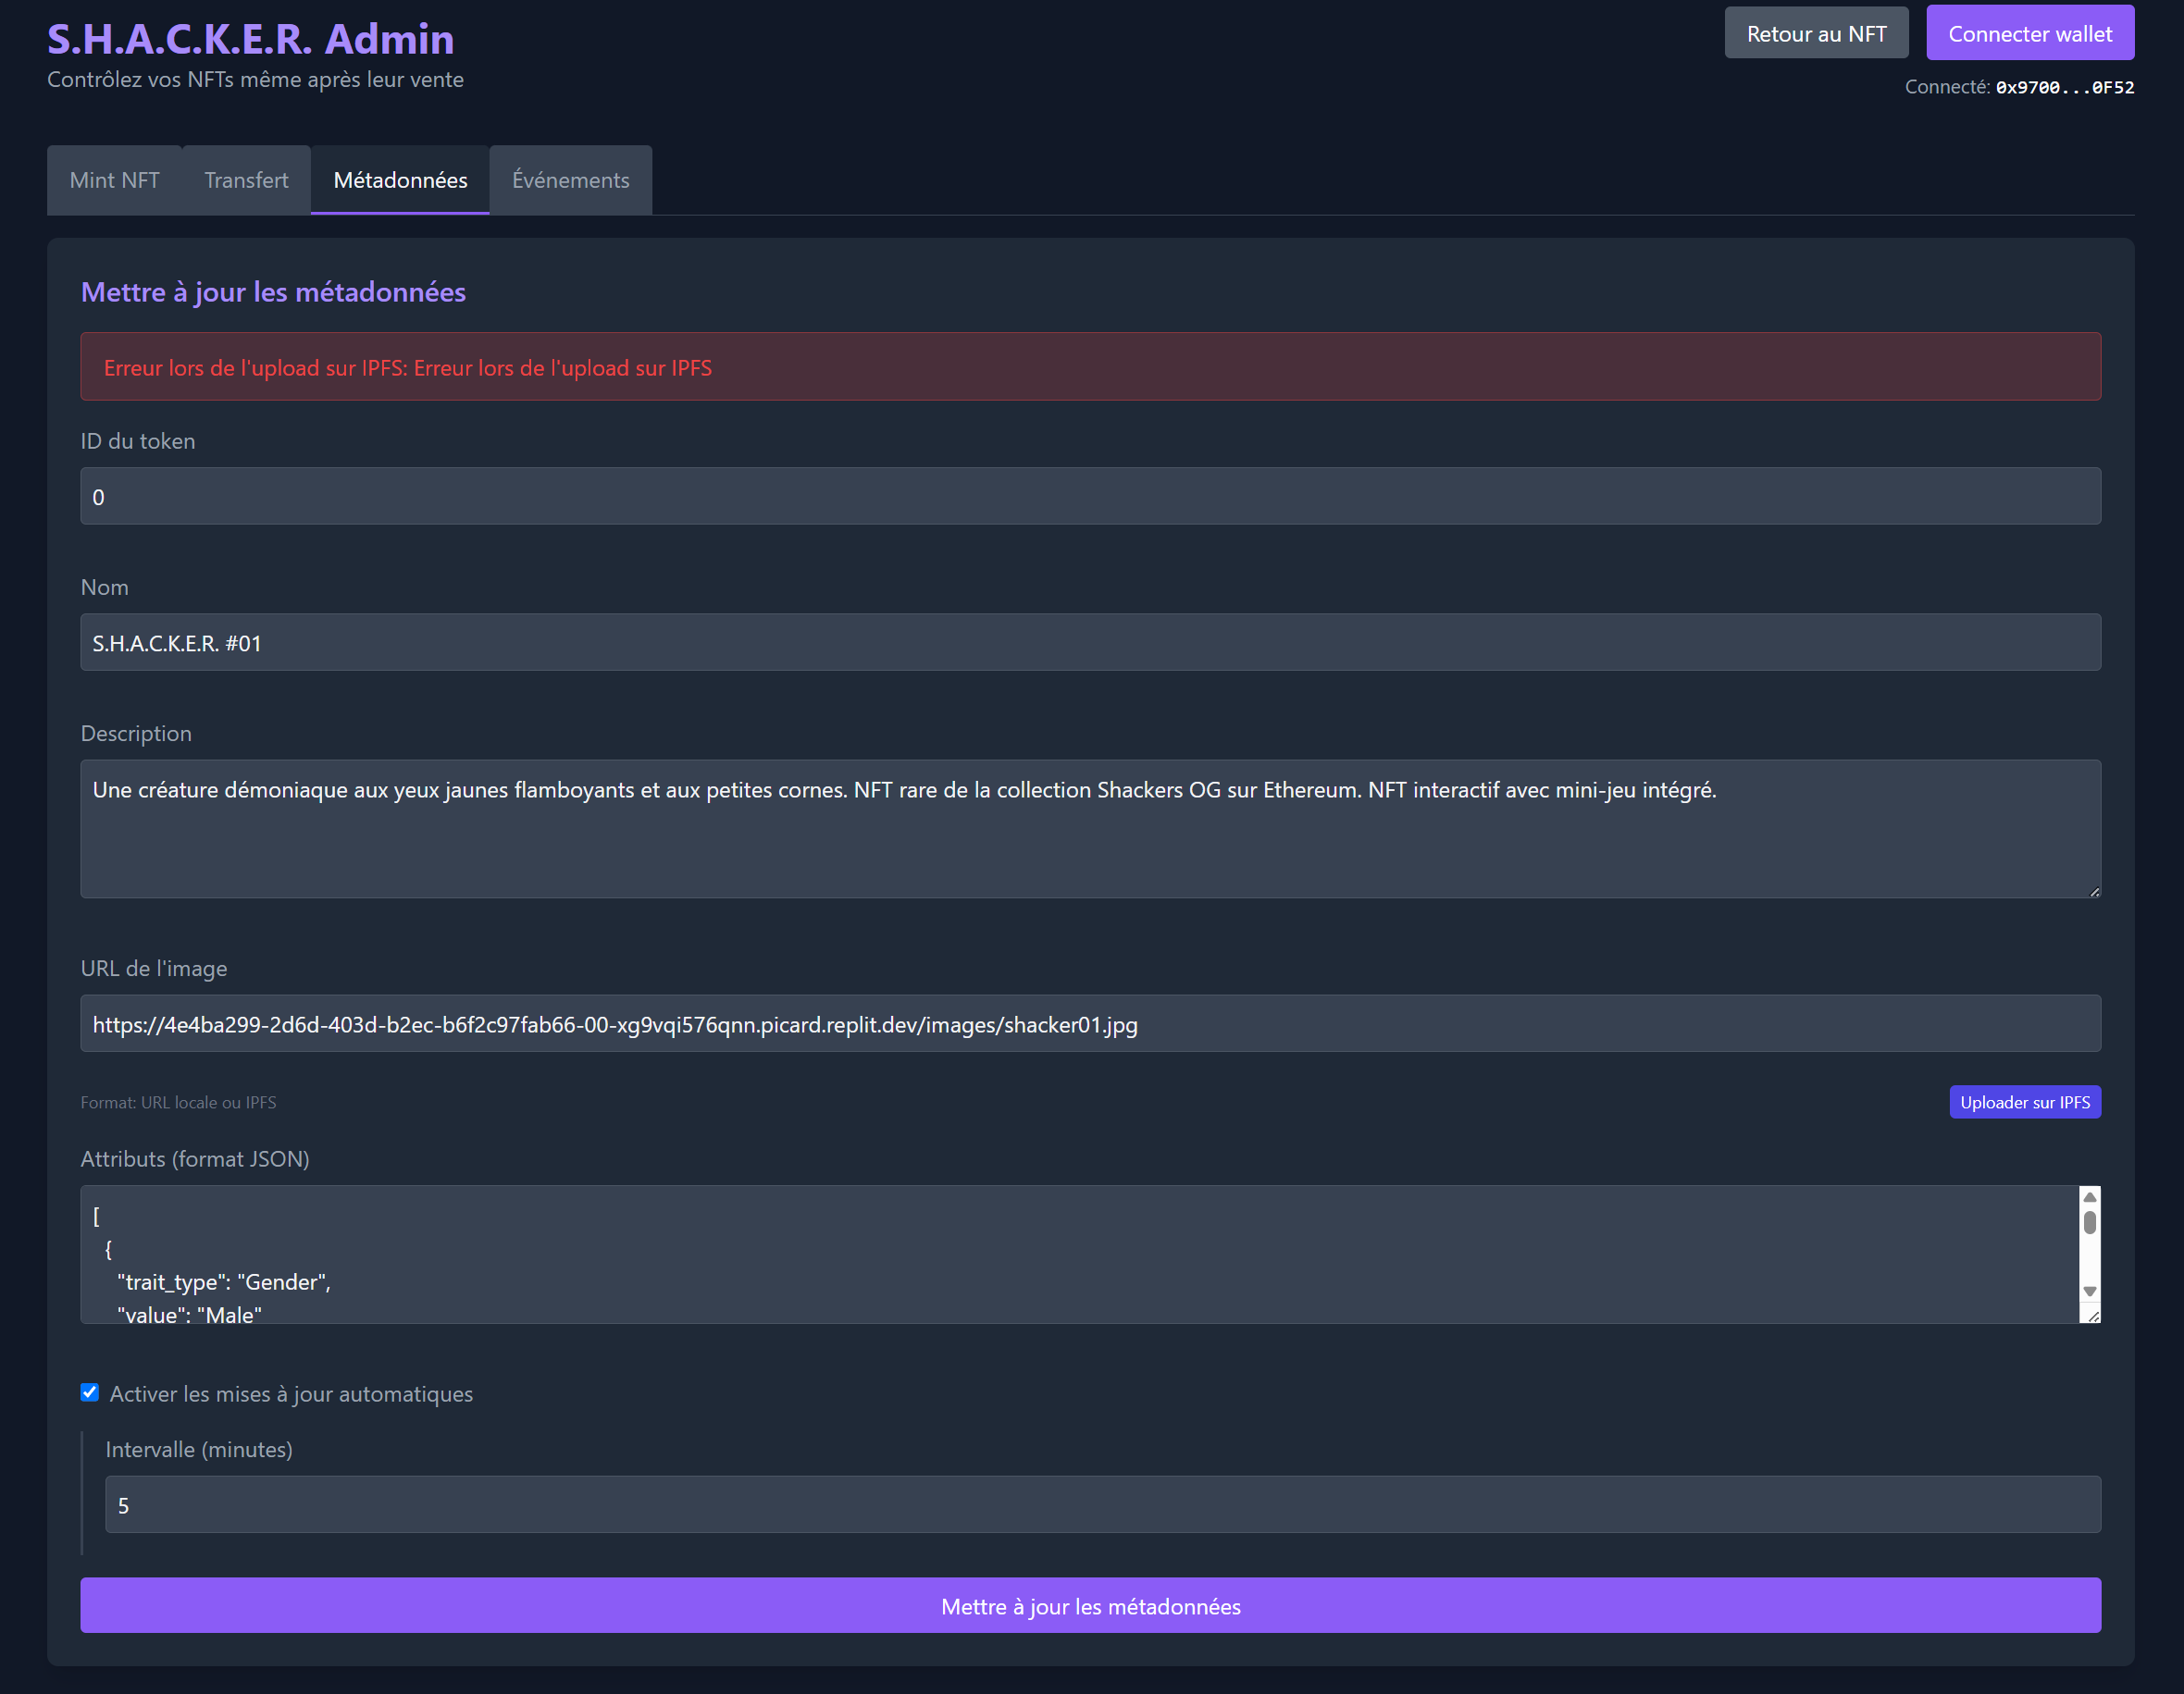 S.H.A.C.K.E.R. Admin
Contrôlez vos NFTs même après leur vente
Retour au NFT
Connecter wallet
Connecté: 0x9700...0F52
Mint NFT
Transfert
Métadonnées
Événements
Mettre à jour les métadonnées
Erreur lors de l'upload sur IPFS: Erreur lors de l'upload sur IPFS
ID du token
0
Nom
S.H.A.C.K.E.R. #01
Description
Une créature démoniaque aux yeux jaunes flamboyants et aux petites cornes. NFT rare de la collection Shackers OG sur Ethereum. NFT interactif avec mini-jeu intégré.
URL de l'image
https://4e4ba299-2d6d-403d-b2ec-b6f2c97fab66-00-xg9vqi576qnn.picard.replit.dev/images/shacker01.jpg
Format: URL locale ou IPFS
Uploader sur IPFS
Attributs (format JSON)
[
{
"trait_type": "Gender",
"value": "Male"
Activer les mises à jour automatiques
Intervalle (minutes)
5
Mettre à jour les métadonnées